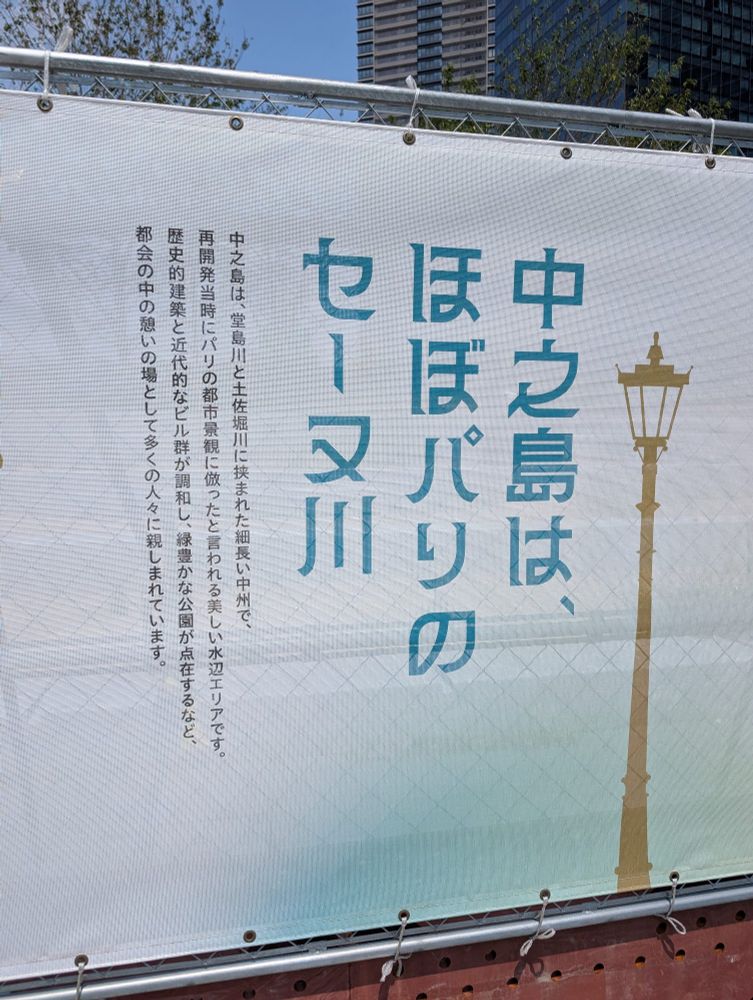 中之島は、
ほぼパリの
セーヌ川
中之島は、堂島川と土佐堀川に挟まれた細長い中州で、
再開発当時にパリの都市景観に倣ったと言われる美しい水辺エリアです。
歴史的建築と近代的なビル群が調和し、緑豊かな公園が点在するなど、
都会の中の憩いの場として多くの人々に親しまれています。